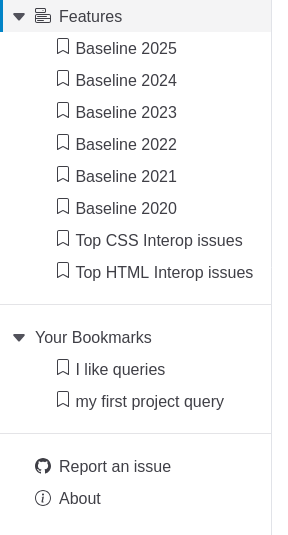 Features
Baseline 2025
Baseline 2024
Baseline 2023
Baseline 2022
Baseline 2021
Baseline 2020
Top CSS Interop issues
Top HTML Interop issues
Your Bookmarks
I like queries
my first project query
Report an issue
About